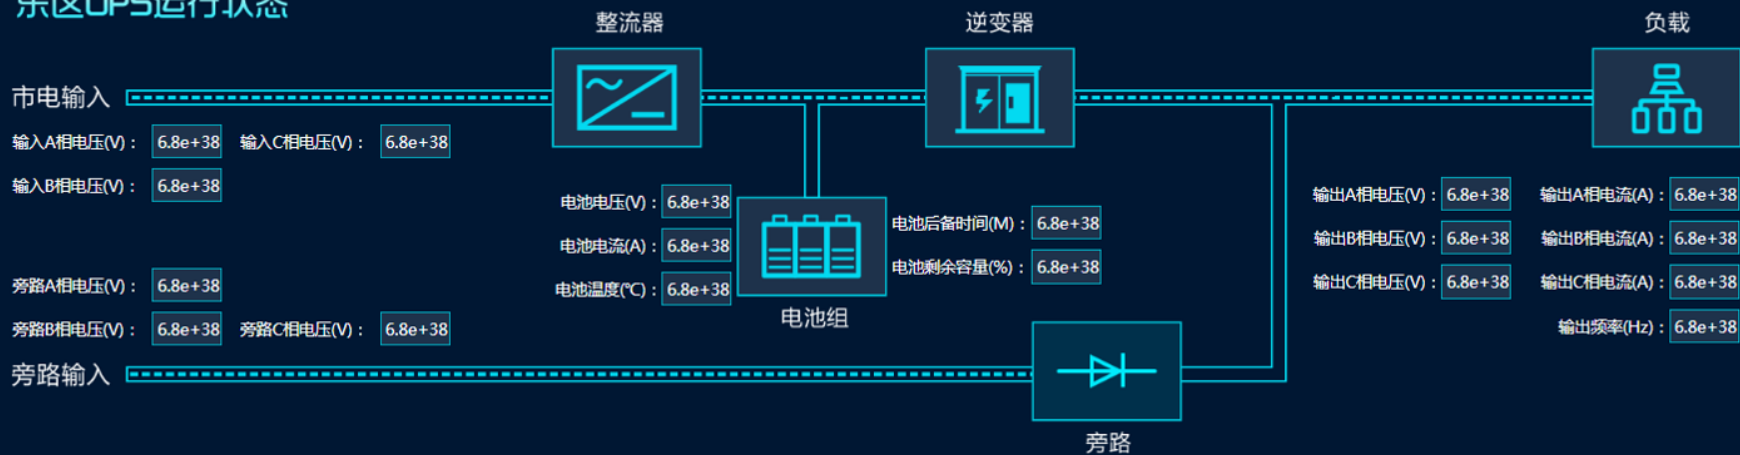 东区UPS运行状态
整流器
逆变器
负载
市电输入
输入A相电压(V)： 6.8e+38 输入C相电压(V)： 6.8e+38
输入B相电压(V)： 6.8e+38
电池电压(V)： 6.8e+38
电池电流(A)： 6.8e+38
电池温度(℃)： 6.8e+38
电池组
电池后备时间(M)： 6.8e+38
电池剩余容量(%)： 6.8e+38
输出A相电压(V)： 6.8e+38 输出A相电流(A)： 6.8e+38
输出B相电压(V)： 6.8e+38 输出B相电流(A)： 6.8e+38
输出C相电压(V)： 6.8e+38 输出C相电流(A)： 6.8e+38
输出频率(Hz)： 6.8e+38
旁路A相电压(V)： 6.8e+38
旁路B相电压(V)： 6.8e+38 旁路C相电压(V)： 6.8e+38
旁路输入
旁路